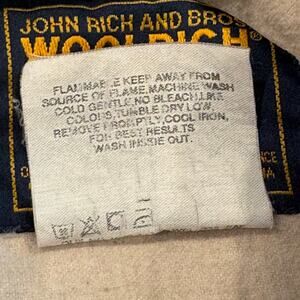 JOHN RICH AND BROS
WOOLRICH®
FLAMMABLE KEEP AWAY FROM
SOURCE OF FLAME,MACHINE WASH
COLD GENTLE,NO BLEACH,LIKE
COLORS,TUMBLE DRY LOW,
REMOVE PROMPTLY,COOL IRON,
FOR BEST RESULTS
WASH INSIDE OUT.